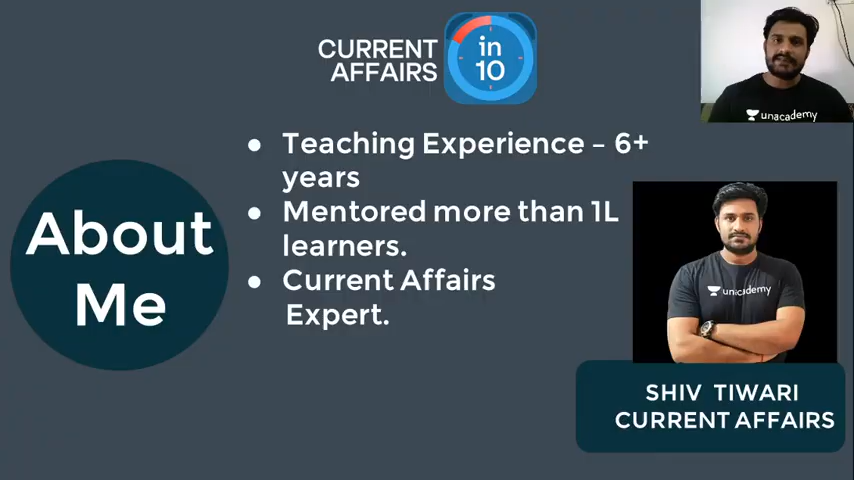 CURRENT
AFFAIRS
in
10
unacademy
● Teaching Experience – 6+
years
● Mentored more than 1L
learners.
● Current Affairs
Expert.
About
Me
unacademy
SHIV TIWARI
CURRENT AFFAIRS